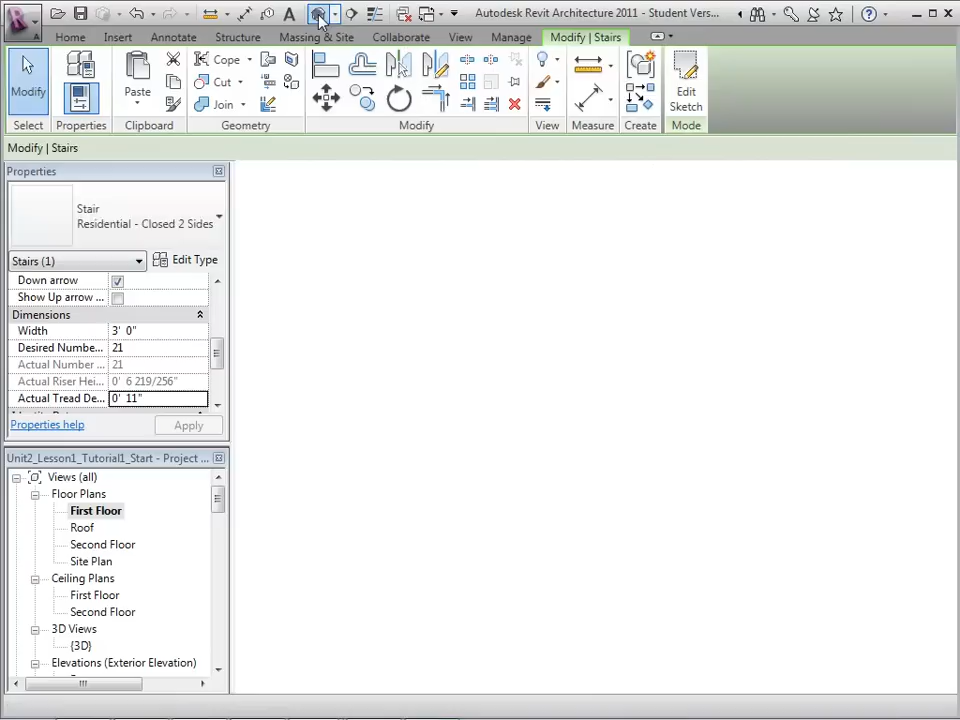 Autodesk Revit Architecture 2011 - Student Vers...
Home Insert Annotate Structure Massing & Site Collaborate View Manage Modify | Stairs
Modify
Paste
Cope
Cut
Join
Edit
Sketch
Select Properties Clipboard Geometry Modify View Measure Create Mode
Modify | Stairs
Properties
Stair
Residential - Closed 2 Sides
Stairs (1) Edit Type
Down arrow
Show Up arrow ...
Dimensions
Width 3' 0"
Desired Numbe... 21
Actual Number ... 21
Actual Riser Hei... 0' 6 219/256"
Actual Tread De... 0' 11"
Properties help Apply
Unit2_Lesson1_Tutorial1_Start - Project ...
Views (all)
Floor Plans
First Floor
Roof
Second Floor
Site Plan
Ceiling Plans
First Floor
Second Floor
3D Views
{3D}
Elevations (Exterior Elevation)